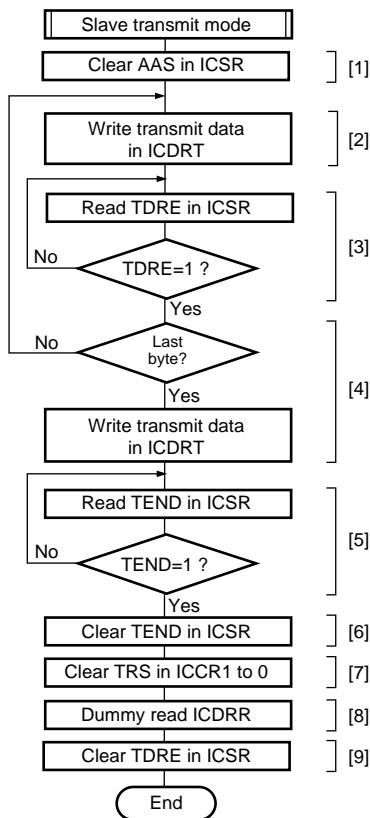 Slave transmit mode
Clear AAS in ICSR
[1]
Write transmit data
in ICDRT
[2]
Read TDRE in ICSR
[3]
No
TDRE=1 ?
Yes
No
Last
byte?
[4]
Yes
Write transmit data
in ICDRT
Read TEND in ICSR
[5]
No
TEND=1 ?
Yes
Clear TEND in ICSR
[6]
Clear TRS in ICCR1 to 0
[7]
Dummy read ICDRR
[8]
Clear TDRE in ICSR
[9]
End